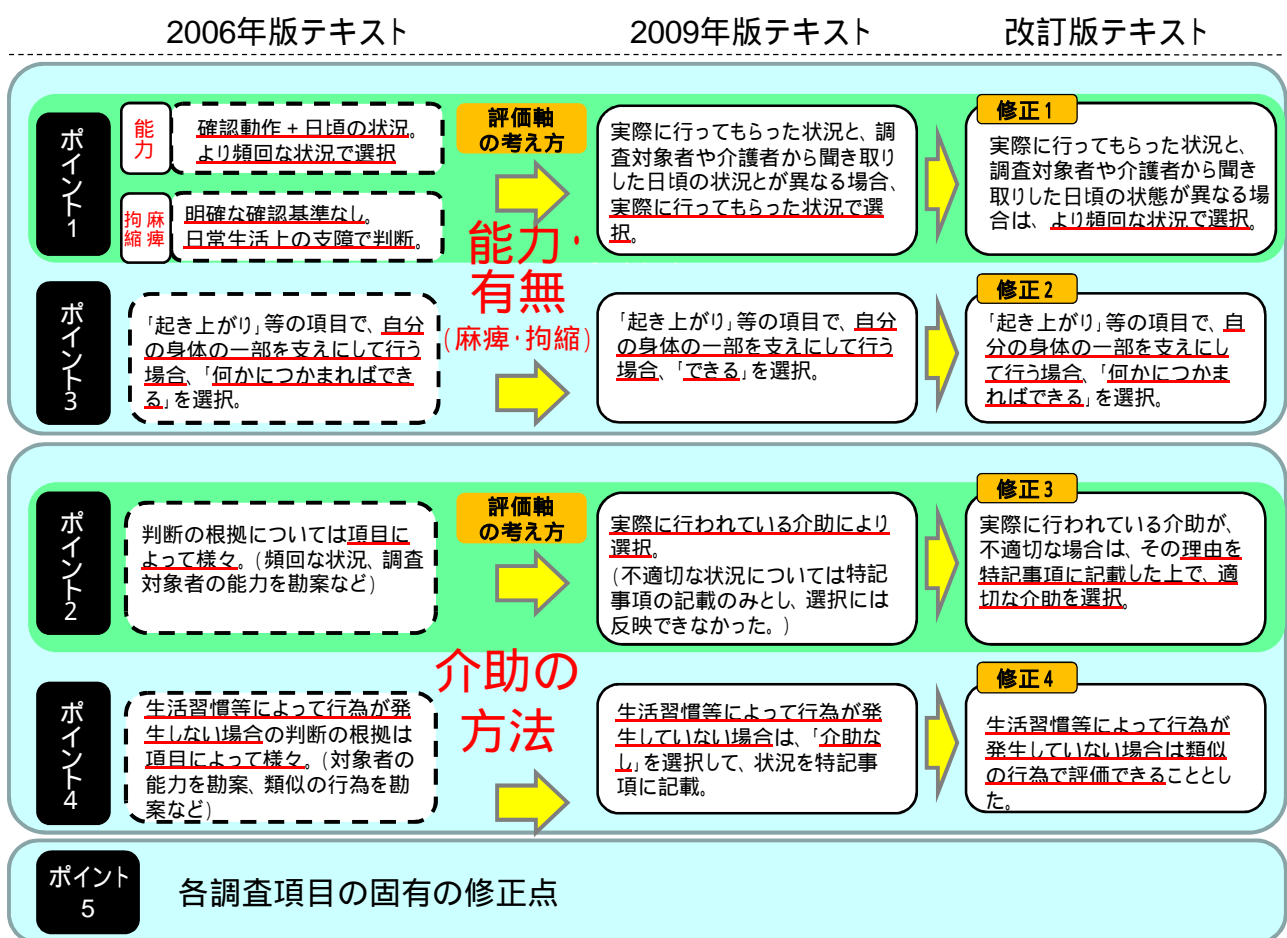 2006年版テキスト
2009年版テキスト
改訂版テキスト
ポイント1
能力
確認動作+日頃の状況。
より頻回な状況で選択
拘縮 麻痺
明確な確認基準なし。
日常生活上の支障で判断。
評価軸
の考え方
能力・
有無
(麻痺・拘縮)
実際に行ってもらった状況と、調
査対象者や介護者から聞き取り
した日頃の状況とが異なる場合、
実際に行ってもらった状況で選
択。
修正1
実際に行ってもらった状況と、
調査対象者や介護者から聞き
取りした日頃の状態が異なる場
合は、より頻回な状況で選択。
ポイント3
「起き上がり」等の項目で、自分
の身体の一部を支えにして行う
場合、「何かにつかまればでき
る」を選択。
「起き上がり」等の項目で、自分
の身体の一部を支えにして行う
場合、「できる」を選択。
修正2
「起き上がり」等の項目で、自
分の身体の一部を支えにし
て行う場合、「何かにつかま
ればできる」を選択。
ポイント2
判断の根拠については項目に
よって様々。(頻回な状況、調査
対象者の能力を勘案など)
評価軸
の考え方
介助の
方法
実際に行われている介助により
選択。
(不適切な状況については特記
事項の記載のみとし、選択には
反映できなかった。)
修正3
実際に行われている介助が、
不適切な場合は、その理由を
特記事項に記載した上で、適
切な介助を選択。
ポイント4
生活習慣等によって行為が発
生しない場合の判断の根拠は
項目によって様々。(対象者の
能力を勘案、類似の行為を勘
案など)
生活習慣等によって行為が発
生していない場合は、「介助な
し」を選択して、状況を特記事
項に記載。
修正4
生活習慣等によって行為が
発生していない場合は類似
の行為で評価できることとし
た。
ポイント
5
各調査項目の固有の修正点